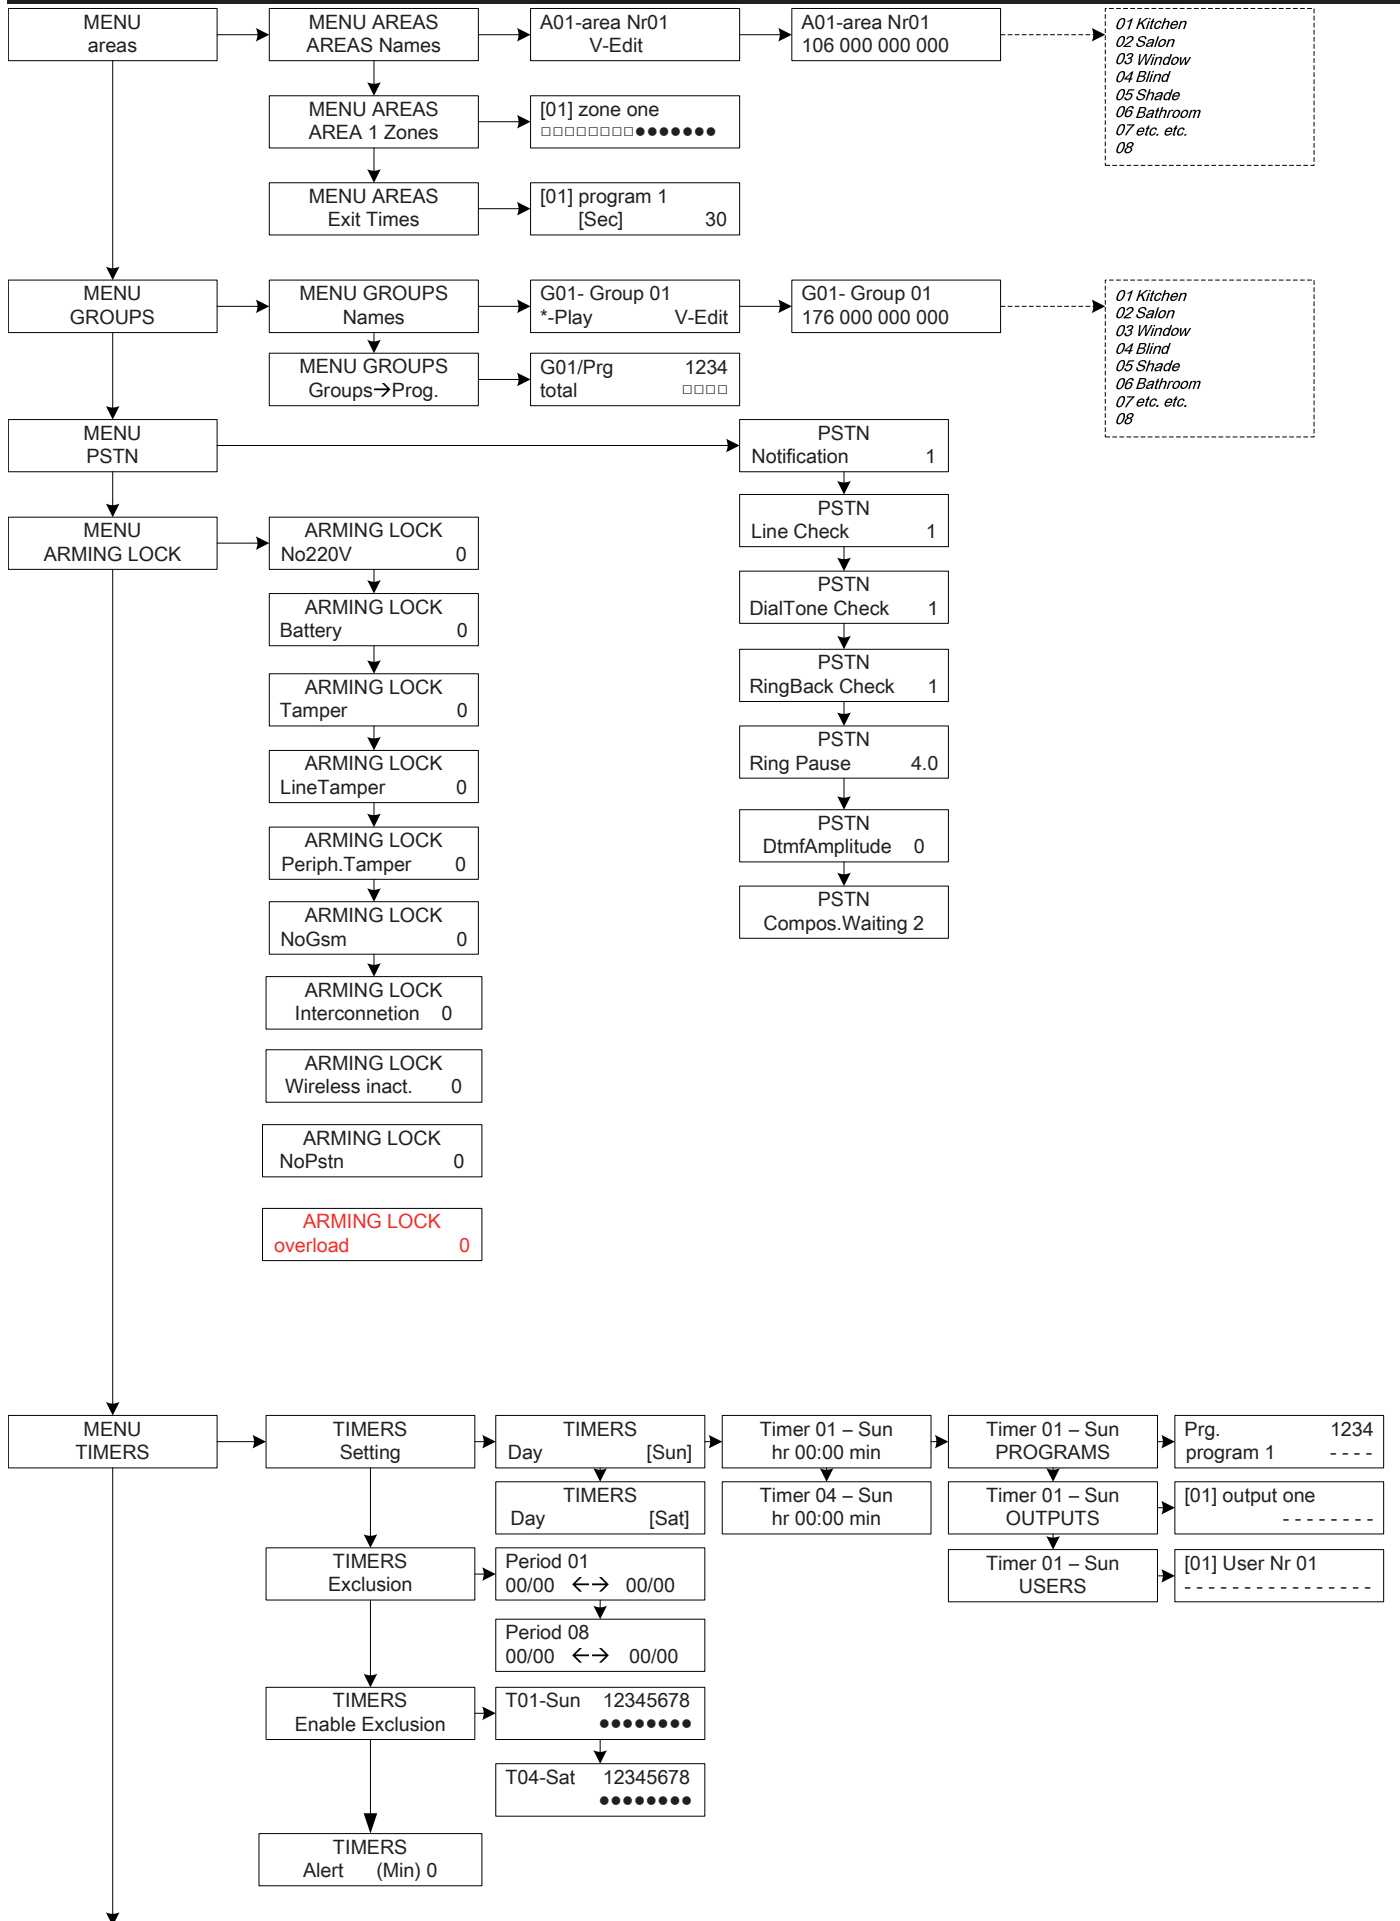 MENU
areas
MENU AREAS
AREAS Names
A01-area Nr01
V-Edit
A01-area Nr01
106 000 000 000
01 Kitchen
02 Salon
03 Window
04 Blind
05 Shade
06 Bathroom
07 etc. etc.
08
MENU AREAS
AREA 1 Zones
[01] zone one
□□□□□□□□●●●●●●●
MENU AREAS
Exit Times
[01] program 1
[Sec] 30
MENU
GROUPS
MENU GROUPS
Names
G01- Group 01
*-Play V-Edit
G01- Group 01
176 000 000 000
01 Kitchen
02 Salon
03 Window
04 Blind
05 Shade
06 Bathroom
07 etc. etc.
08
MENU GROUPS
Groups→Prog.
G01/Prg 1234
total □□□□
MENU
PSTN
PSTN
Notification 1
PSTN
Line Check 1
PSTN
DialTone Check 1
PSTN
RingBack Check 1
PSTN
Ring Pause 4.0
PSTN
DtmfAmplitude 0
PSTN
Compos.Waiting 2
MENU
ARMING LOCK
ARMING LOCK
No220V 0
ARMING LOCK
Battery 0
ARMING LOCK
Tamper 0
ARMING LOCK
LineTamper 0
ARMING LOCK
Periph.Tamper 0
ARMING LOCK
NoGsm 0
ARMING LOCK
Interconnetion 0
ARMING LOCK
Wireless inact. 0
ARMING LOCK
NoPstn 0
ARMING LOCK
overload 0
MENU
TIMERS
TIMERS
Setting
TIMERS
Day [Sun]
Timer 01 – Sun
hr 00:00 min
Timer 01 – Sun
PROGRAMS
Prg. 1234
program 1 - - - -
TIMERS
Day [Sat]
Timer 04 – Sun
hr 00:00 min
Timer 01 – Sun
OUTPUTS
[01] output one
- - - - - - - -
Timer 01 – Sun
USERS
[01] User Nr 01
- - - - - - - - - - - - - - - -
TIMERS
Exclusion
Period 01
00/00 ←→ 00/00
Period 08
00/00 ←→ 00/00
TIMERS
Enable Exclusion
T01-Sun 12345678
●●●●●●●●
T04-Sat 12345678
●●●●●●●●
TIMERS
Alert (Min) 0